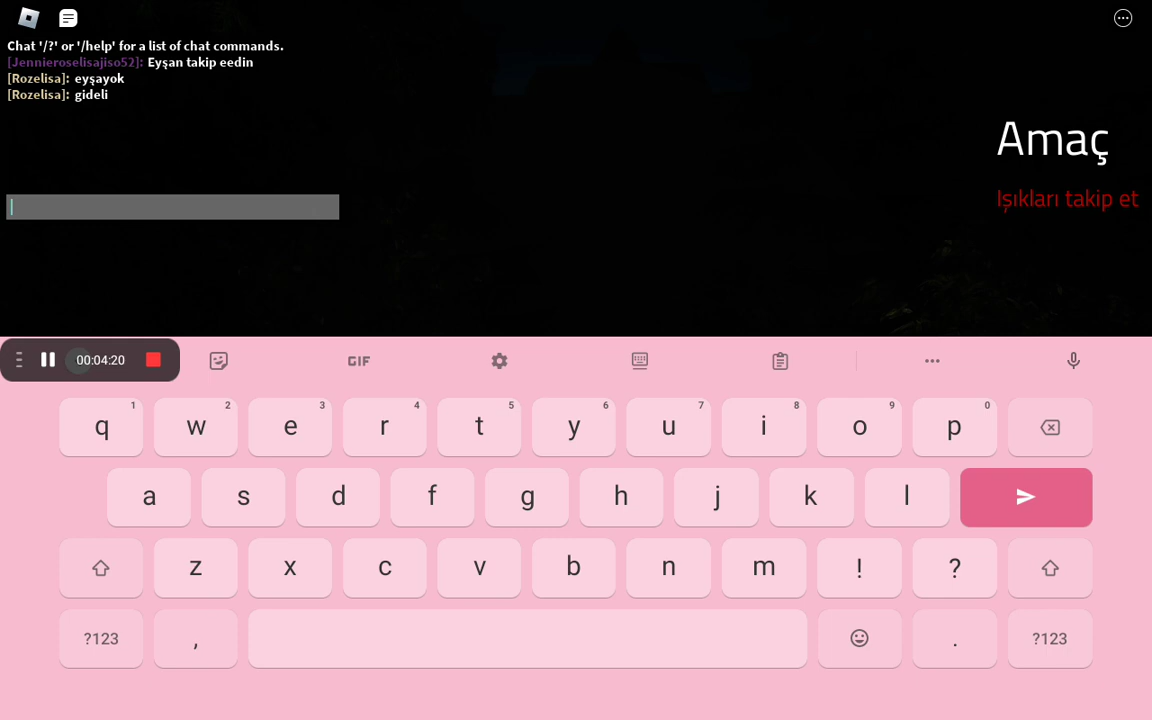 Chat '/?' or '/help' for a list of chat commands.
[Jennieroselisajiso52]: Eyşan takip eedin
[Rozelisa]: eyşayok
[Rozelisa]: gideli
Amaç
Işıkları takip et
00:04:20
GIF
q 1 w 2 e 3 r 4 t 5 y 6 u 7 i 8 o 9 p 0
a s d f g h j k l
z x c v b n m ! ?
?123 , . ?123